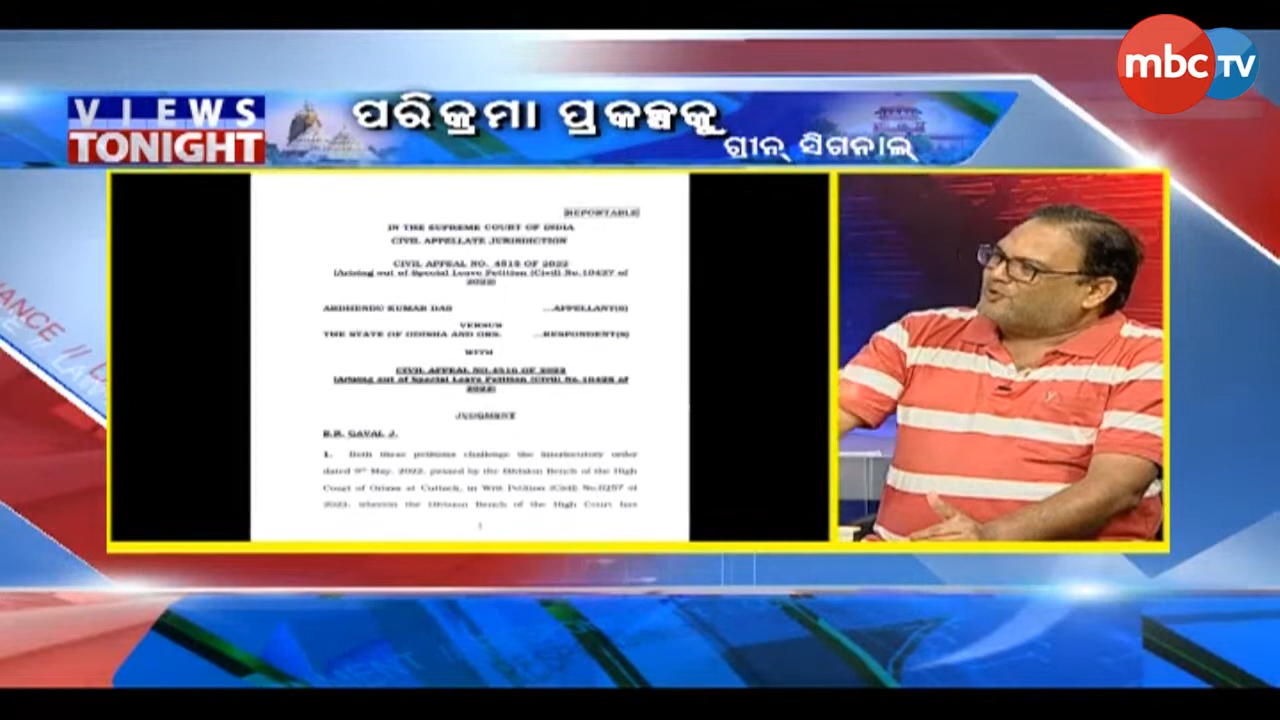 mbc TV
VIEWS
TONIGHT
ପରିକ୍ରମା ପ୍ରକଳ୍ପକୁ
ଗ୍ରୀନ୍ ସିଗନାଲ୍
[REPORTABLE]
IN THE SUPREME COURT OF INDIA
CIVIL APPELLATE JURISDICTION
CIVIL APPEAL NO. 4515 OF 2022
[Arising out of Special Leave Petition (Civil) No.10427 of
2022]
ARDHENDU KUMAR DAS ...APPELLANT(S)
VERSUS
THE STATE OF ODISHA AND ORS. ...RESPONDENT(S)
WITH
CIVIL APPEAL NO.4516 OF 2022
[Arising out of Special Leave Petition (Civil) No. of
2022]
JUDGMENT
B.R. GAVAI, J.
1. Both these petitions challenge the interlocutory order
dated 9th May, 2022, passed by the Division Bench of the High
Court of Orissa at Cuttack, in Writ Petition (Civil) No. of
2022, wherein the Division Bench of the High Court has
1